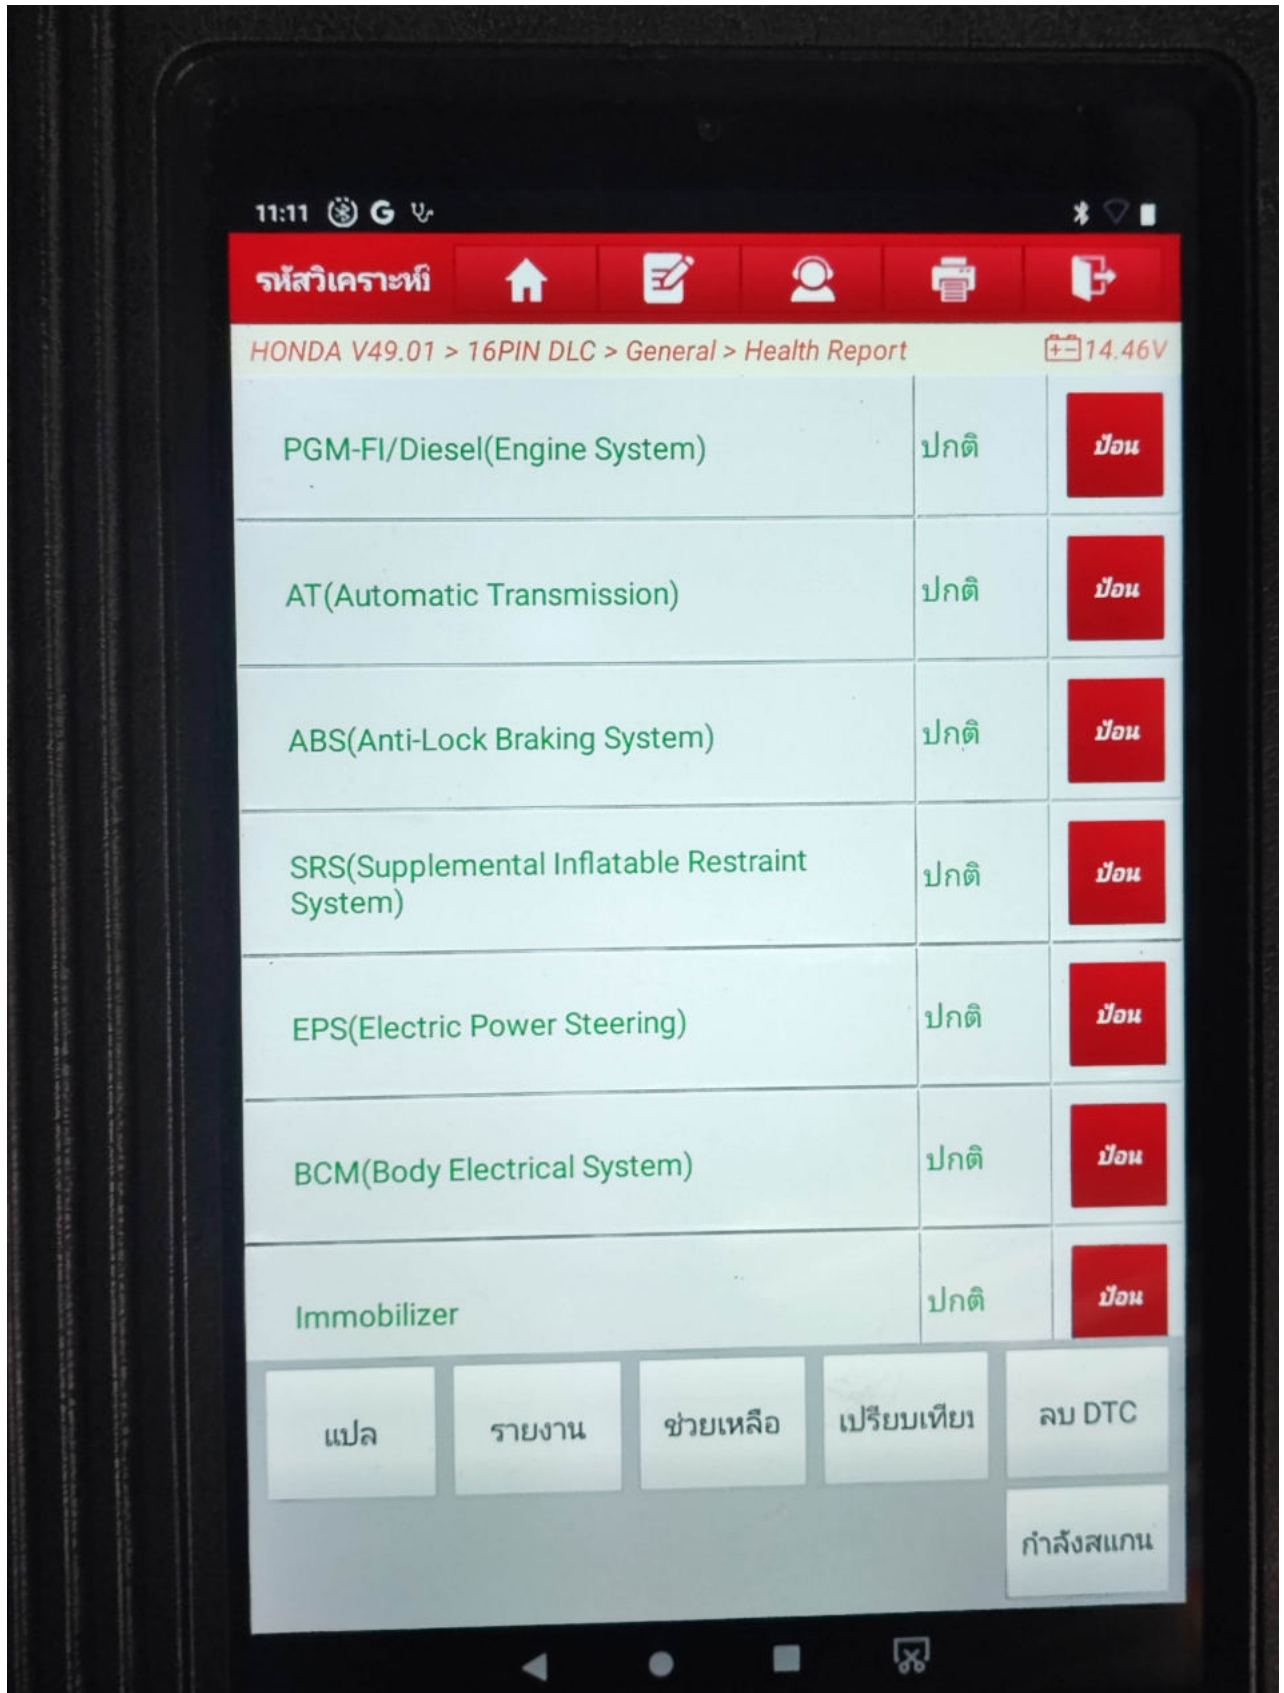 11:11 G
รหัสวิเคราะห์
HONDA V49.01 > 16PIN DLC > General > Health Report 14.46V
PGM-FI/Diesel(Engine System) ปกติ ป้อน
AT(Automatic Transmission) ปกติ ป้อน
ABS(Anti-Lock Braking System) ปกติ ป้อน
SRS(Supplemental Inflatable Restraint
System) ปกติ ป้อน
EPS(Electric Power Steering) ปกติ ป้อน
BCM(Body Electrical System) ปกติ ป้อน
Immobilizer ปกติ ป้อน
แปล รายงาน ช่วยเหลือ เปรียบเทียบ ลบ DTC
กำลังสแกน